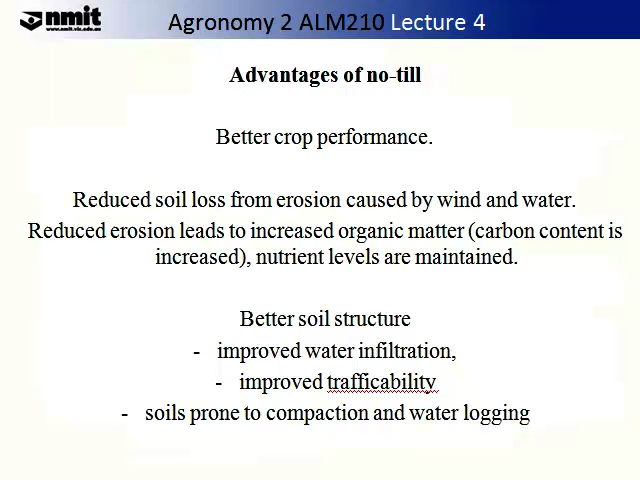 nmit
www.nmit.vic.edu.au
Agronomy 2 ALM210 Lecture 4
Advantages of no-till
Better crop performance.
Reduced soil loss from erosion caused by wind and water.
Reduced erosion leads to increased organic matter (carbon content is
increased), nutrient levels are maintained.
Better soil structure
- improved water infiltration,
- improved trafficability
- soils prone to compaction and water logging